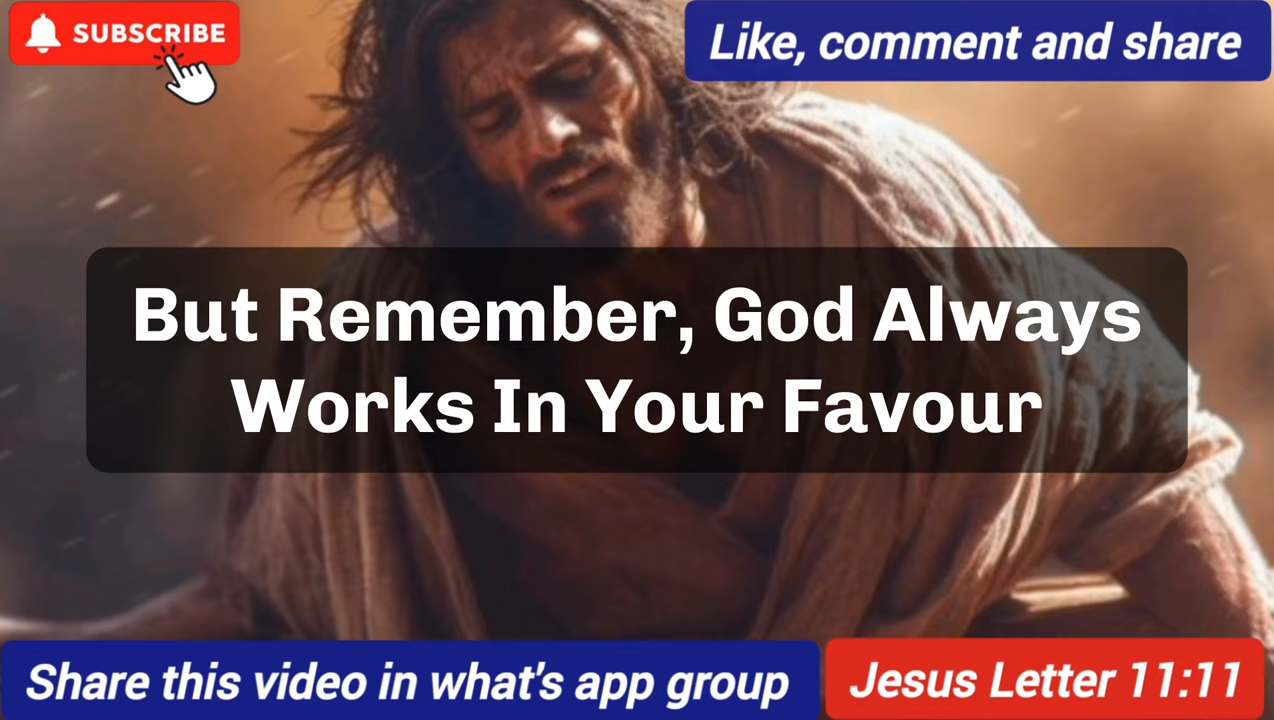 SUBSCRIBE
Like, comment and share
But Remember, God Always
Works In Your Favour
Share this video in what's app group
Jesus Letter 11:11